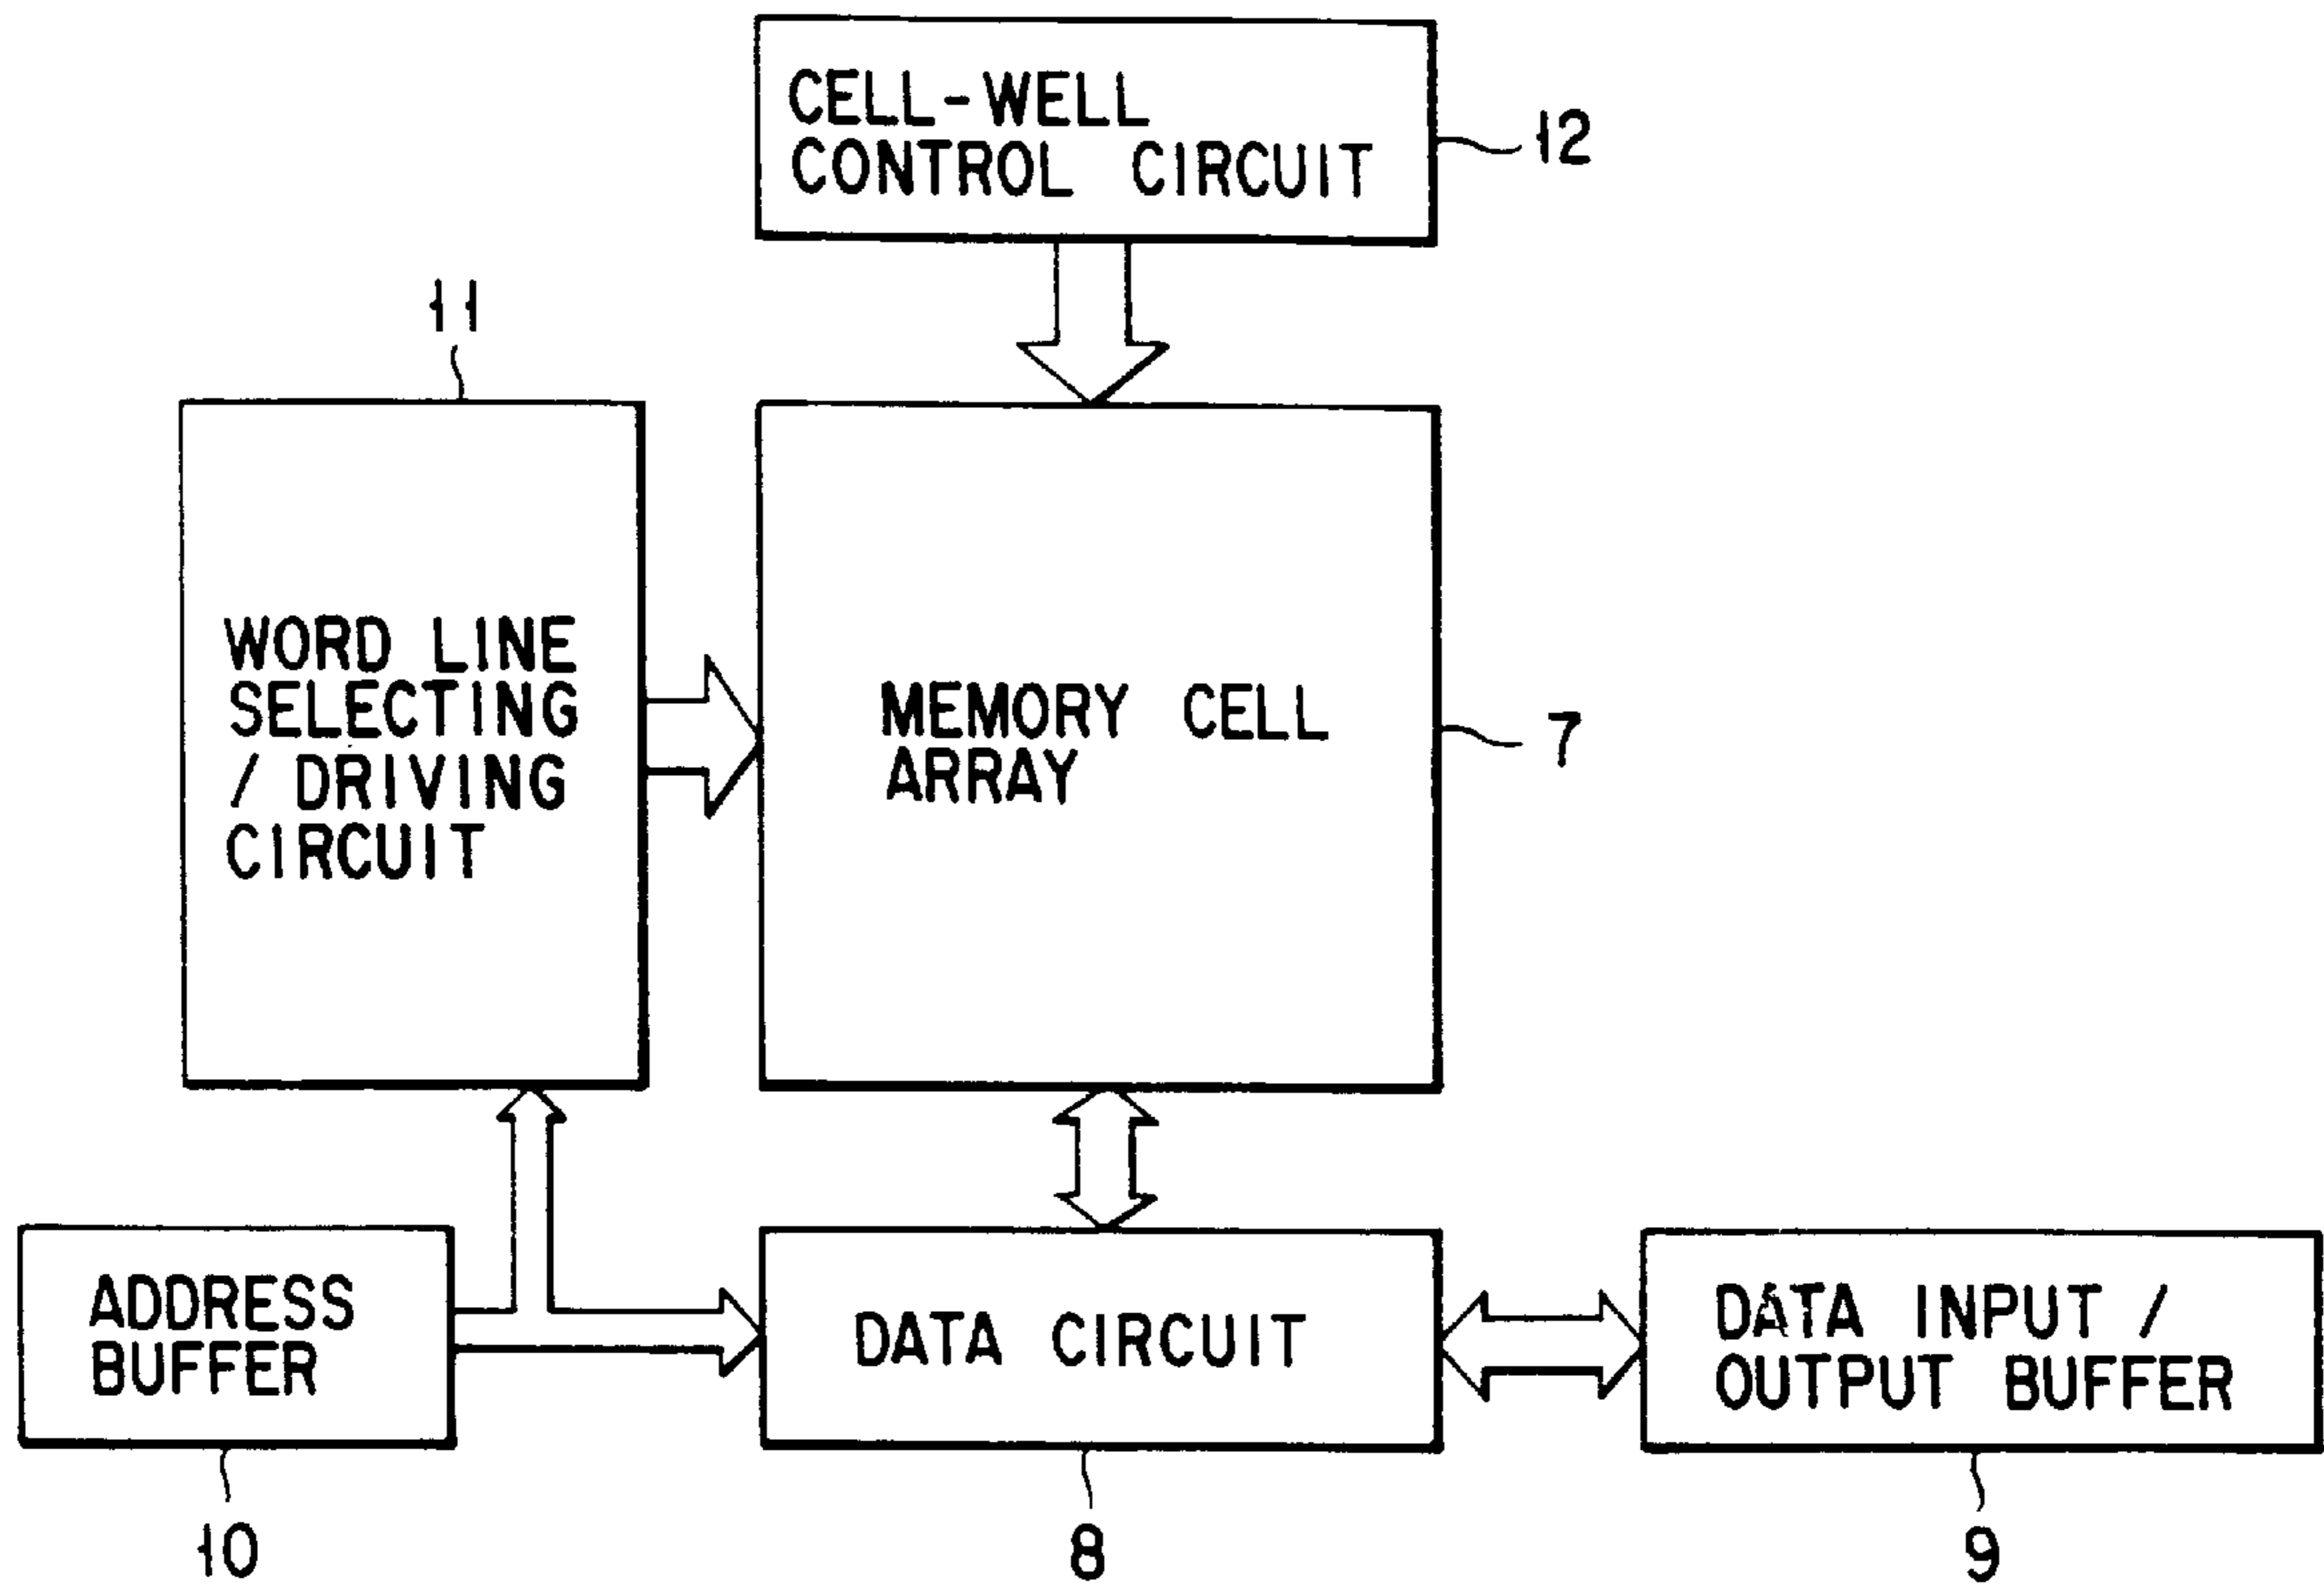 CELL-WELL
CONTROL CIRCUIT
12
11
WORD LINE
SELECTING
/ DRIVING
CIRCUIT
MEMORY CELL
ARRAY
7
ADDRESS
BUFFER
DATA CIRCUIT
DATA INPUT /
OUTPUT BUFFER
10
8
9